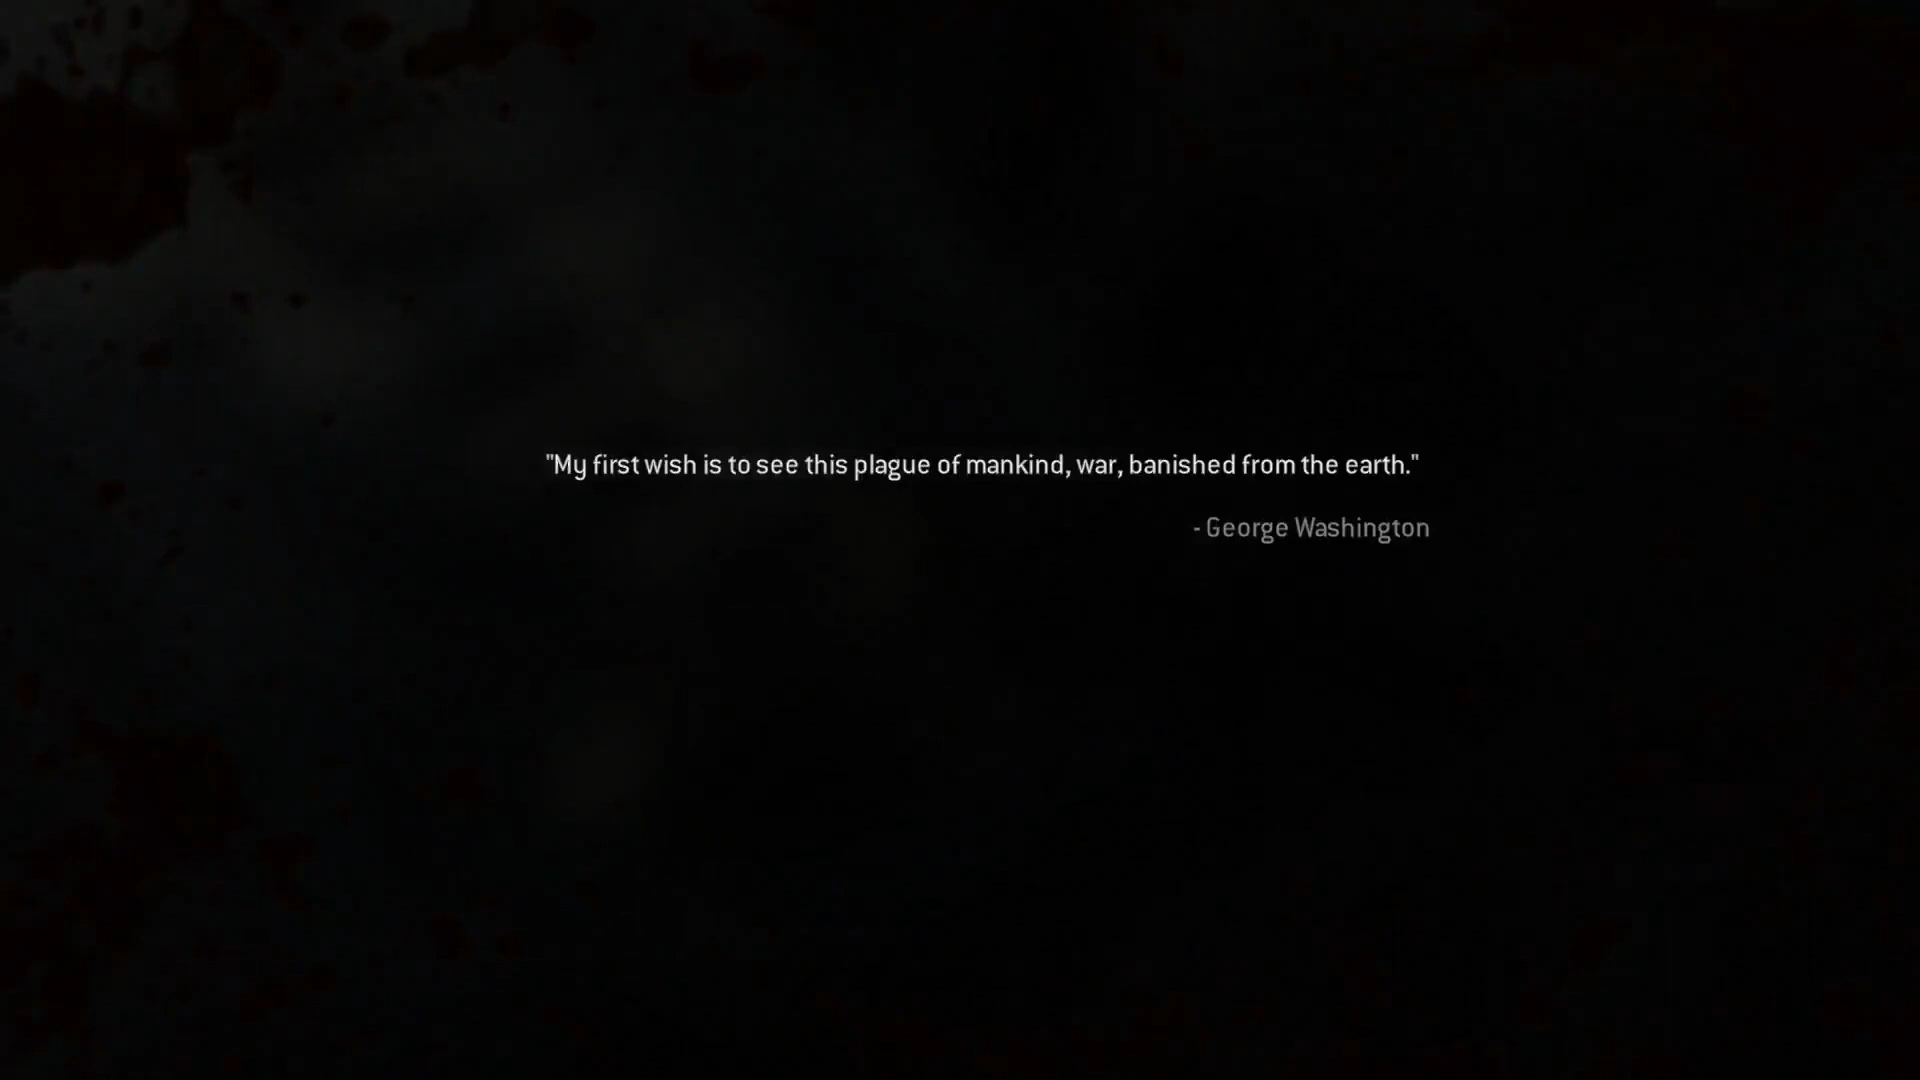 "My first wish is to see this plague of mankind, war, banished from the earth."
- George Washington